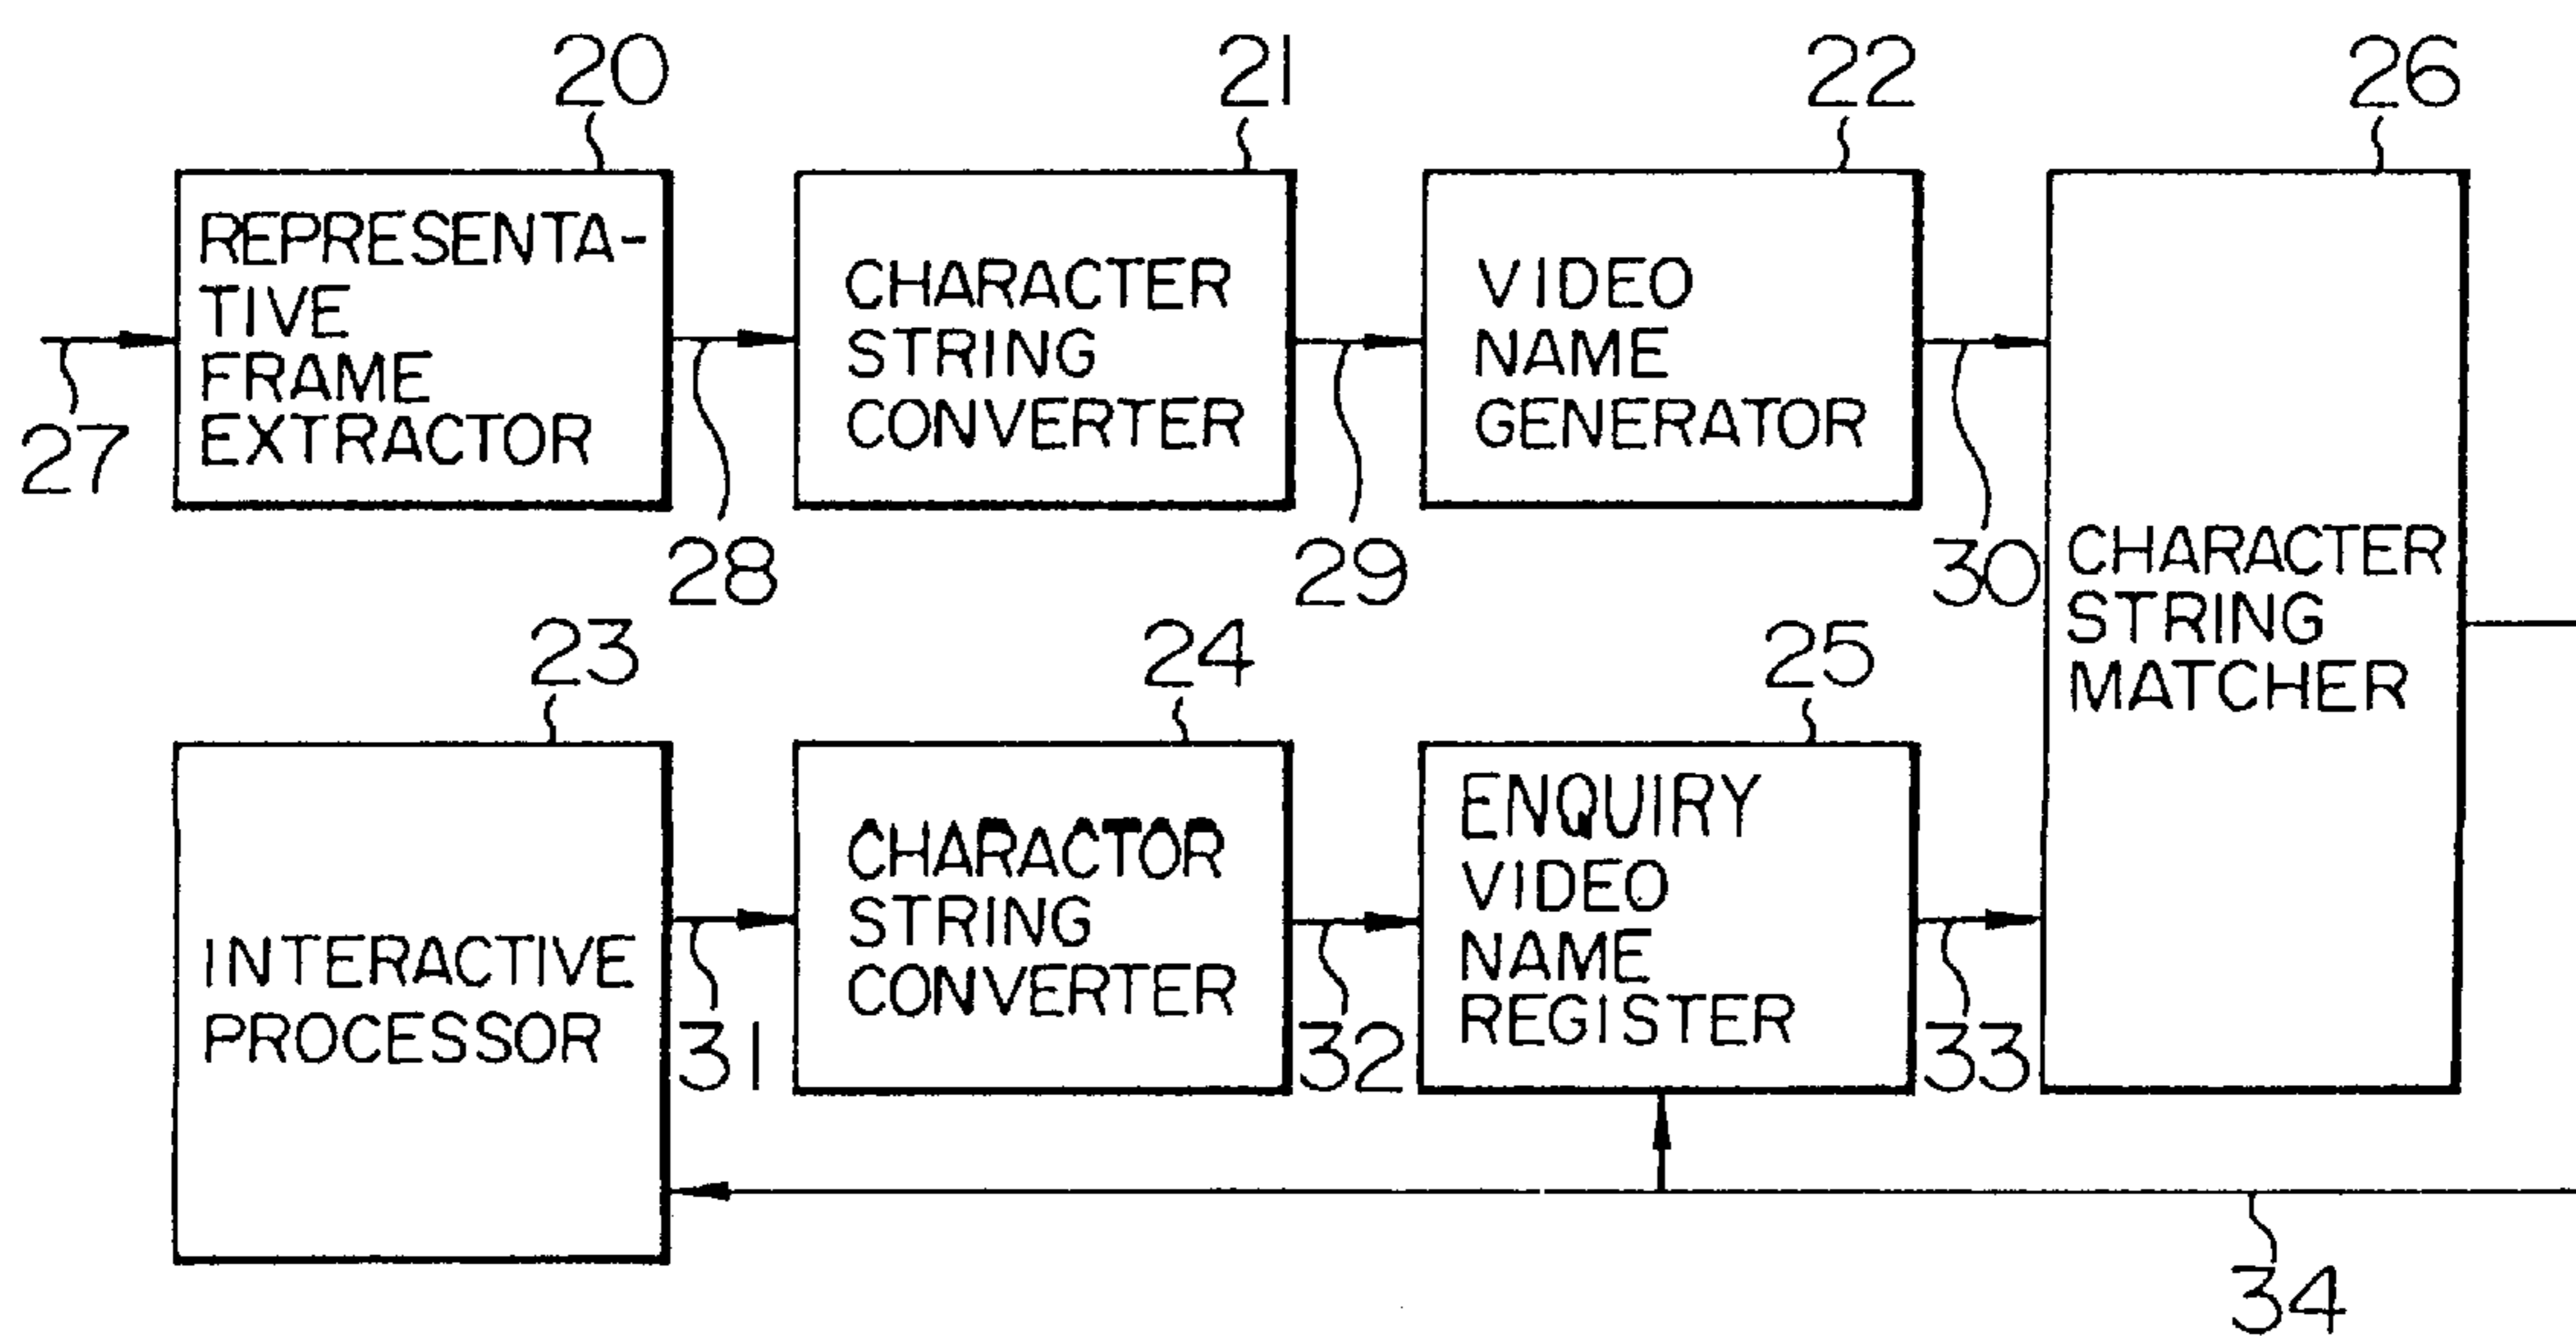 20
21
22
26
REPRESENTA-
TIVE
FRAME
EXTRACTOR
CHARACTER
STRING
CONVERTER
VIDEO
NAME
GENERATOR
CHARACTER
STRING
MATCHER
27
28
29
30
23
24
25
INTERACTIVE
PROCESSOR
CHARACTOR
STRING
CONVERTER
ENQUIRY
VIDEO
NAME
REGISTER
31
32
33
34